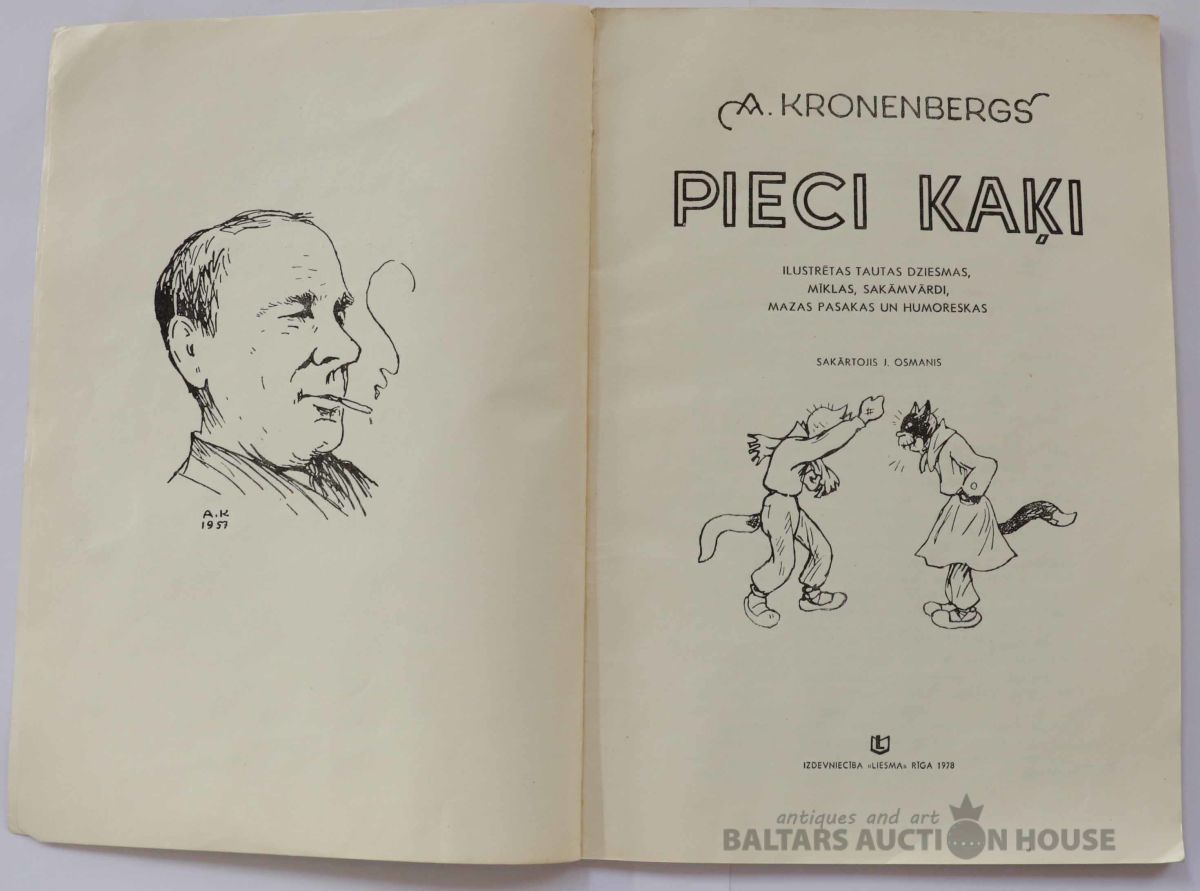 A.K
1957
A. KRONENBERGS
PIECI KAĶI
ILUSTRĒTAS TAUTAS DZIESMAS,
MĪKLAS, SAKĀMVĀRDI,
MAZAS PASAKAS UN HUMORESKAS
SAKĀRTOJIS J. OSMANIS
IZDEVNIECĪBA «LIESMA» RĪGA 1978
antiques and art
BALTARS AUCTION HOUSE